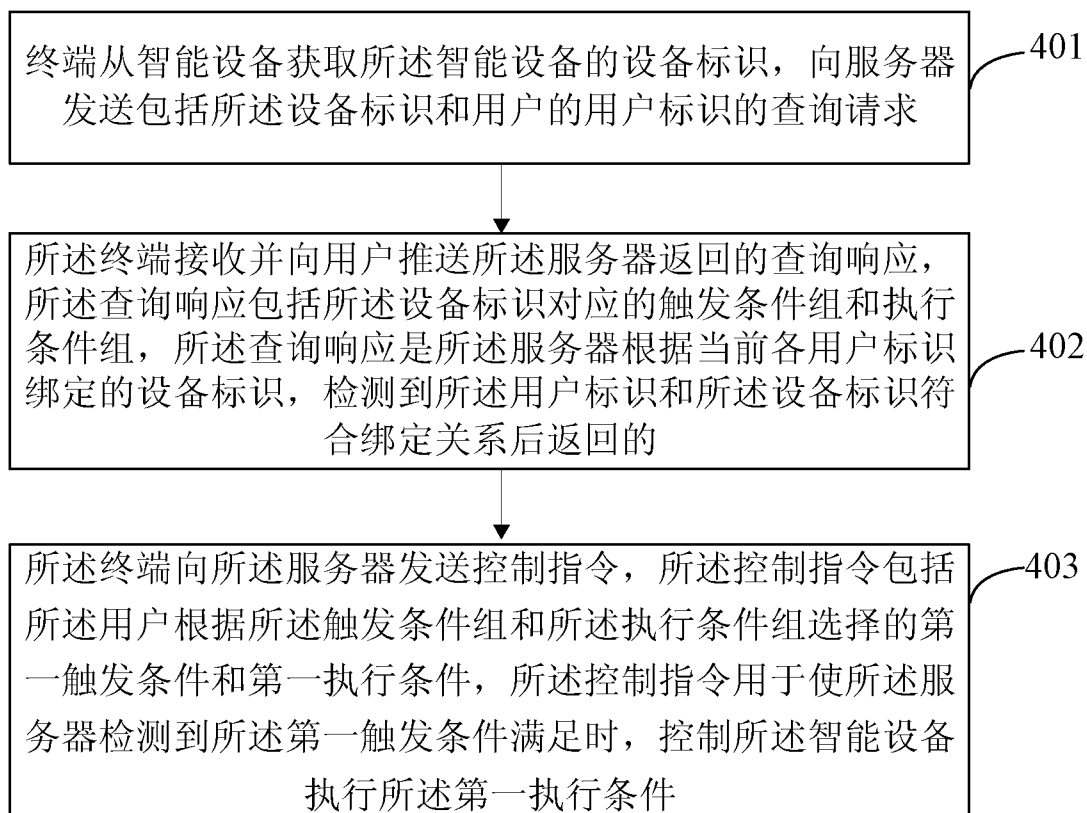 终端从智能设备获取所述智能设备的设备标识，向服务器
发送包括所述设备标识和用户的用户标识的查询请求
401
所述终端接收并向用户推送所述服务器返回的查询响应，
所述查询响应包括所述设备标识对应的触发条件组和执行
条件组，所述查询响应是所述服务器根据当前各用户标识
绑定的设备标识，检测到所述用户标识和所述设备标识符
合绑定关系后返回的
402
所述终端向所述服务器发送控制指令，所述控制指令包括
所述用户根据所述触发条件组和所述执行条件组选择的第
一触发条件和第一执行条件，所述控制指令用于使所述服
务器检测到所述第一触发条件满足时，控制所述智能设备
执行所述第一执行条件
403